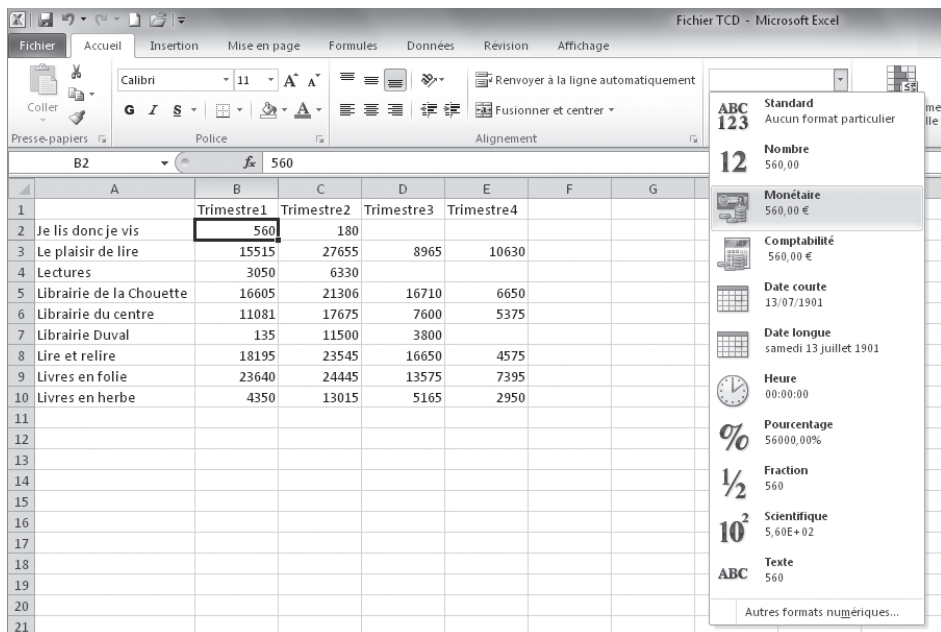 Fichier TCD - Microsoft Excel
Fichier Accueil Insertion Mise en page Formules Données Révision Affichage
Coller
Calibri 11 A A
Renvoyer à la ligne automatiquement
G I S A
Fusionner et centrer
Presse-papiers Police Alignement
B2 fx 560
A B C D E F G
1 Trimestre1 Trimestre2 Trimestre3 Trimestre4
2 Je lis donc je vis 560 180
3 Le plaisir de lire 15515 27655 8965 10630
4 Lectures 3050 6330
5 Librairie de la Chouette 16605 21306 16710 6650
6 Librairie du centre 11081 17675 7600 5375
7 Librairie Duval 135 11500 3800
8 Lire et relire 18195 23545 16650 4575
9 Livres en folie 23640 24445 13575 7395
10 Livres en herbe 4350 13015 5165 2950
11
12
13
14
15
16
17
18
19
20
21
ABC
123
Standard
Aucun format particulier
12
Nombre
560,00
Monétaire
560,00 €
Comptabilité
560,00 €
Date courte
13/07/1901
Date longue
samedi 13 juillet 1901
Heure
00:00:00
%
Pourcentage
56000,00%
1/2
Fraction
560
10²
Scientifique
5,60E+02
ABC
Texte
560
Autres formats numériques...